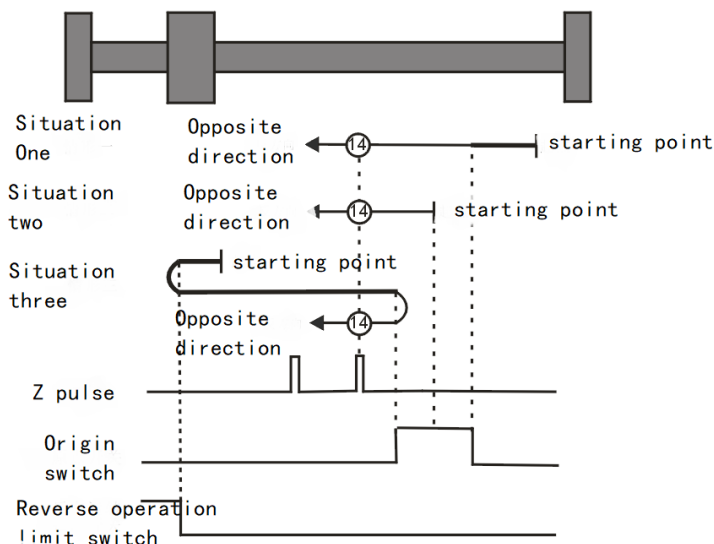 Situation
One
Opposite
direction
14
starting point
Situation
two
Opposite
direction
14
starting point
Situation
three
starting point
Opposite
direction
14
Z pulse
Origin
switch
Reverse operation
limit switch